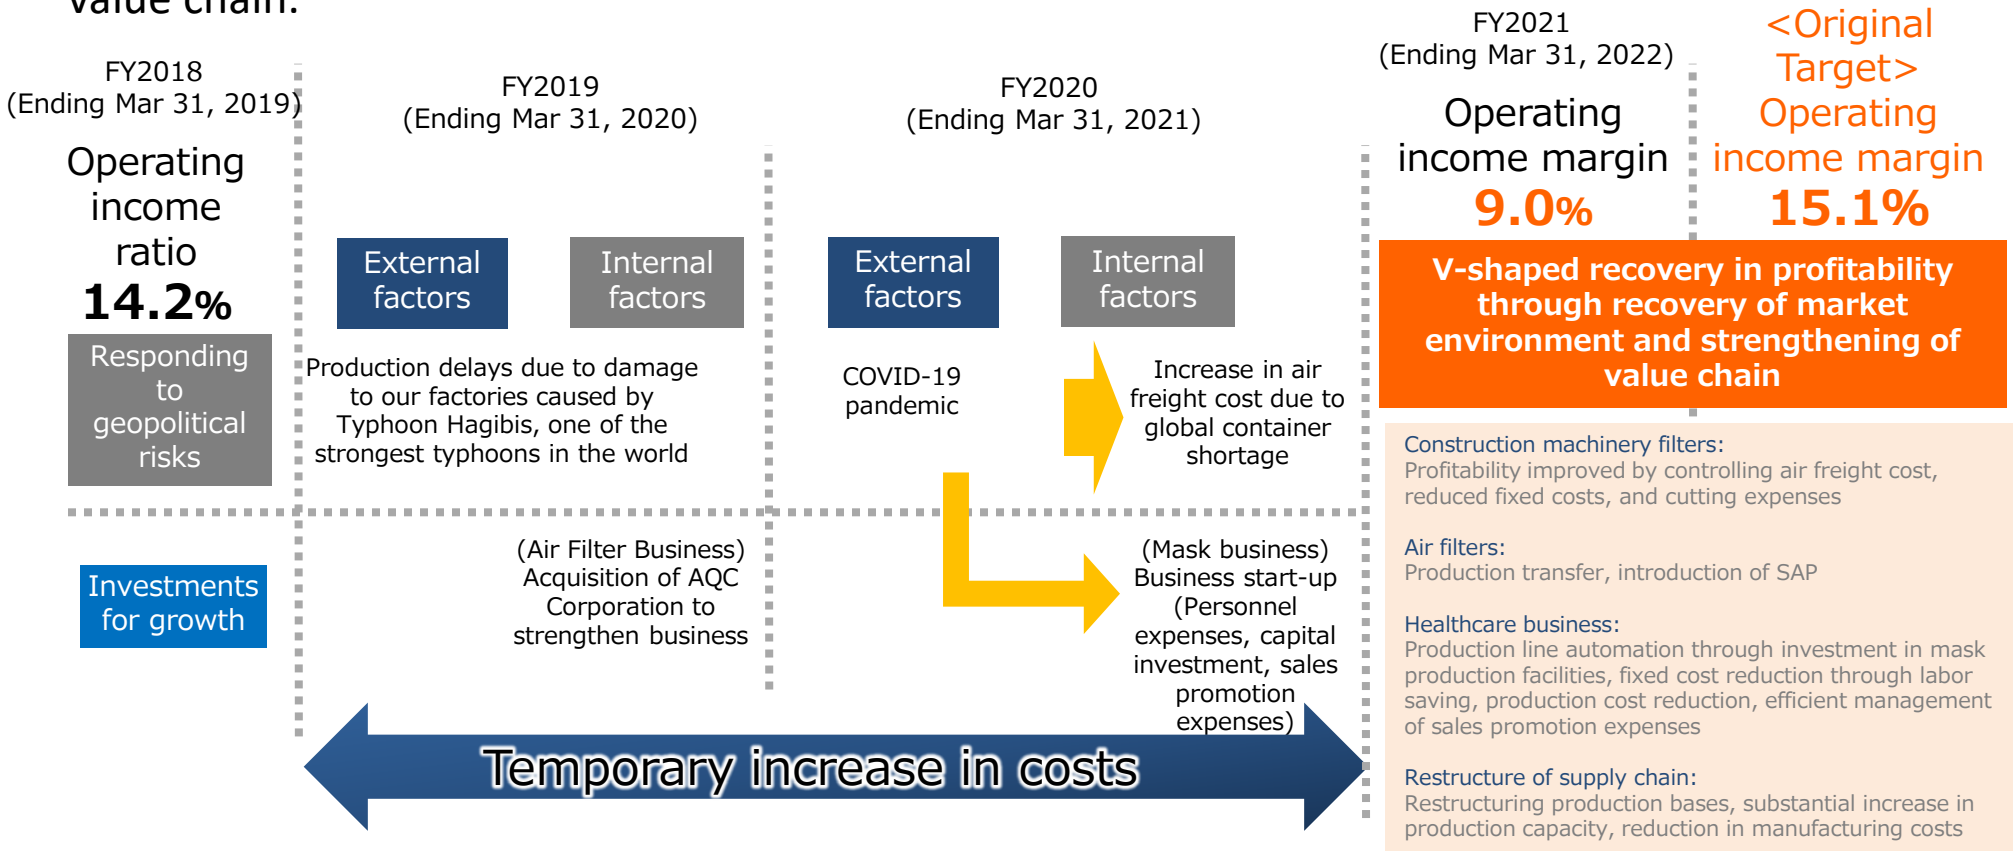 value chain.
FY2018
(Ending Mar 31, 2019)
Operating
income
ratio
14.2%
Responding
to
geopolitical
risks
Investments
for growth
FY2019
(Ending Mar 31, 2020)
External
factors
Internal
factors
Production delays due to damage
to our factories caused by
Typhoon Hagibis, one of the
strongest typhoons in the world
(Air Filter Business)
Acquisition of AQC
Corporation to
strengthen business
FY2020
(Ending Mar 31, 2021)
External
factors
Internal
factors
COVID-19
pandemic
Increase in air
freight cost due to
global container
shortage
(Mask business)
Business start-up
(Personnel
expenses, capital
investment, sales
promotion
expenses)
Temporary increase in costs
FY2021
(Ending Mar 31, 2022)
Operating
income margin
9.0%
<Original
Target>
Operating
income margin
15.1%
V-shaped recovery in profitability
through recovery of market
environment and strengthening of
value chain
Construction machinery filters:
Profitability improved by controlling air freight cost,
reduced fixed costs, and cutting expenses
Air filters:
Production transfer, introduction of SAP
Healthcare business:
Production line automation through investment in mask
production facilities, fixed cost reduction through labor
saving, production cost reduction, efficient management
of sales promotion expenses
Restructure of supply chain:
Restructuring production bases, substantial increase in
production capacity, reduction in manufacturing costs